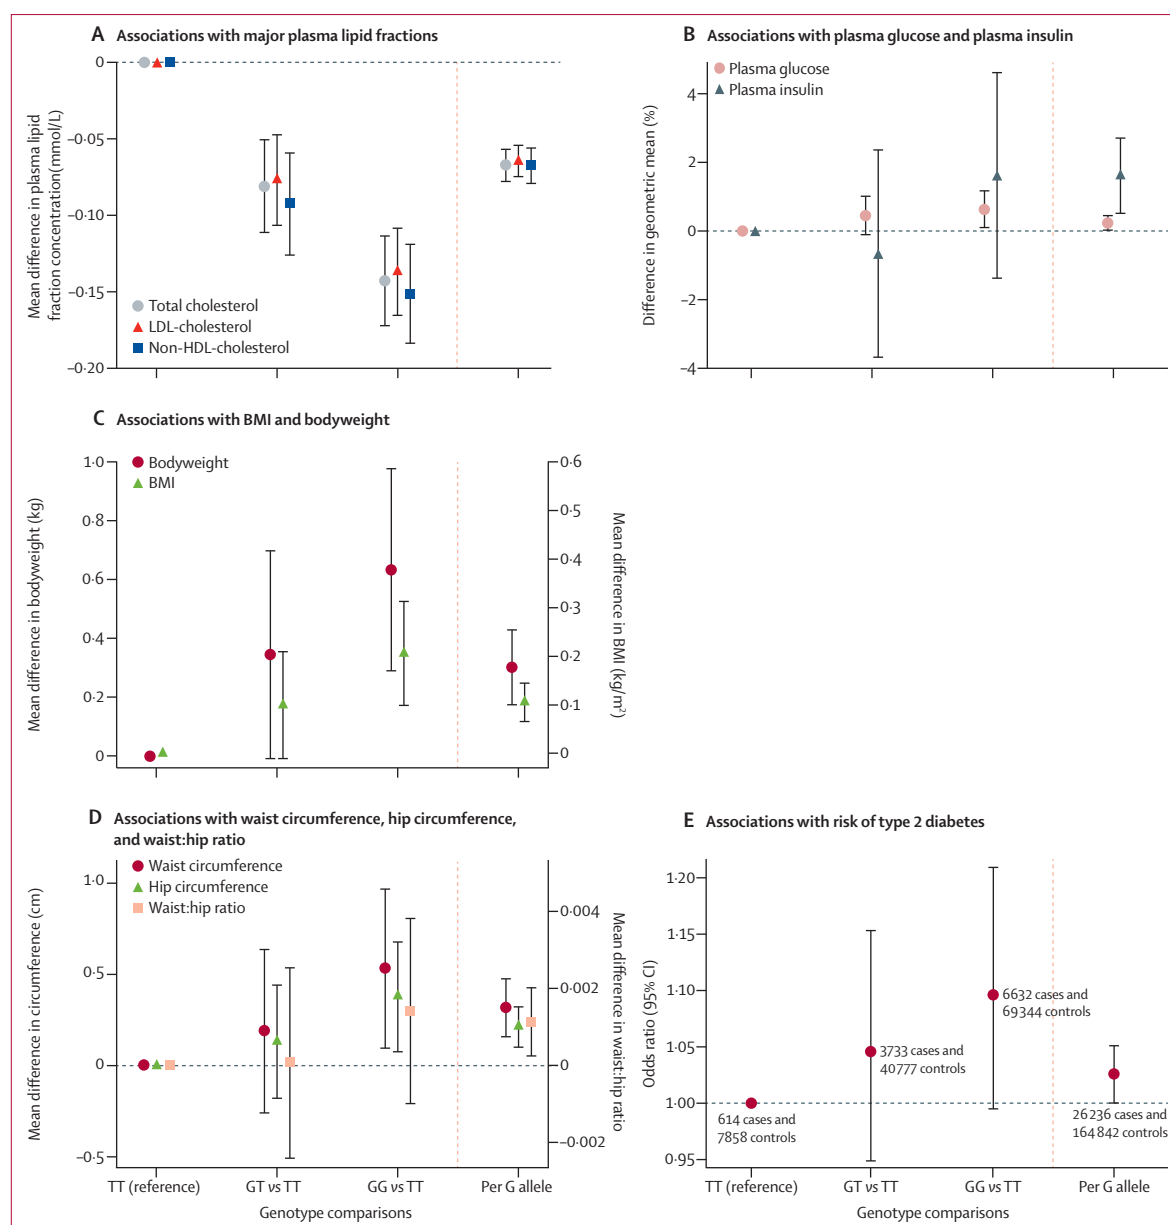 A Associations with major plasma lipid fractions
Mean difference in plasma lipid
fraction concentration(mmol/L)
0
–0·05
–0·10
–0·15
–0·20
Total cholesterol
LDL-cholesterol
Non-HDL-cholesterol
B Associations with plasma glucose and plasma insulin
Difference in geometric mean (%)
4
2
0
–2
–4
Plasma glucose
Plasma insulin
C Associations with BMI and bodyweight
Mean difference in bodyweight (kg)
1·0
0·8
0·6
0·4
0·2
0
Bodyweight
BMI
0·6
0·5
0·4
0·3
0·2
0·1
0
Mean difference in BMI (kg/m²)
D Associations with waist circumference, hip circumference,
and waist:hip ratio
Mean difference in circumference (cm)
1·0
0·5
0
–0·5
Waist circumference
Hip circumference
Waist:hip ratio
0·004
0·002
0
–0·002
Mean difference in waist:hip ratio
TT (reference)
GT vs TT
GG vs TT
Per G allele
Genotype comparisons
E Associations with risk of type 2 diabetes
Odds ratio (95% CI)
1·20
1·15
1·10
1·05
1·00
0·95
614 cases and
7858 controls
3733 cases and
40 777 controls
6632 cases and
69 344 controls
26 236 cases and
164 842 controls
TT (reference)
GT vs TT
GG vs TT
Per G allele
Genotype comparisons